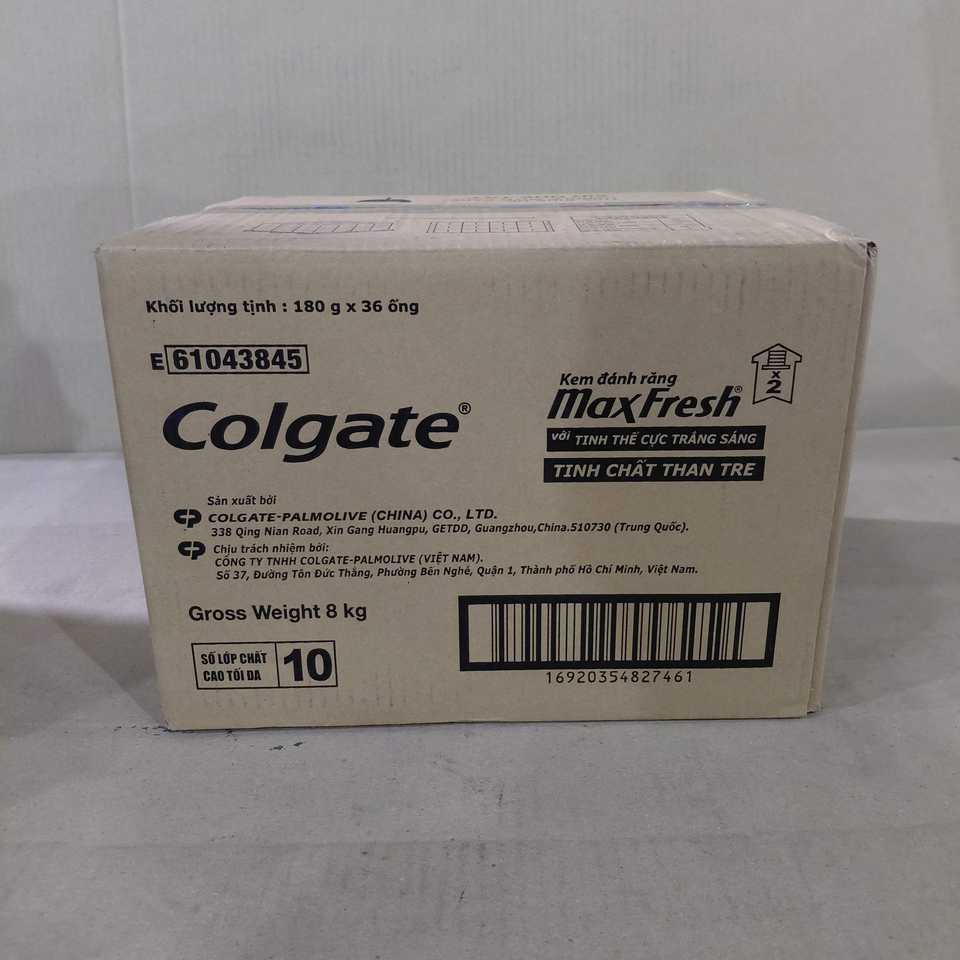 Khối lượng tịnh : 180 g x 36 ống
E 61043845
Colgate®
Kem đánh răng
MaxFresh®
x 2
với TINH THỂ CỰC TRẮNG SÁNG
TINH CHẤT THAN TRE
Sản xuất bởi
COLGATE-PALMOLIVE (CHINA) CO., LTD.
338 Qing Nian Road, Xin Gang Huangpu, GETDD, Guangzhou,China.510730 (Trung Quốc).
Chịu trách nhiệm bởi:
CÔNG TY TNHH COLGATE-PALMOLIVE (VIỆT NAM).
Số 37, Đường Tôn Đức Thắng, Phường Bến Nghé, Quận 1, Thành phố Hồ Chí Minh, Việt Nam.
Gross Weight 8 kg
SỐ LỚP CHẤT
CAO TỐI DA
10
16920354827461